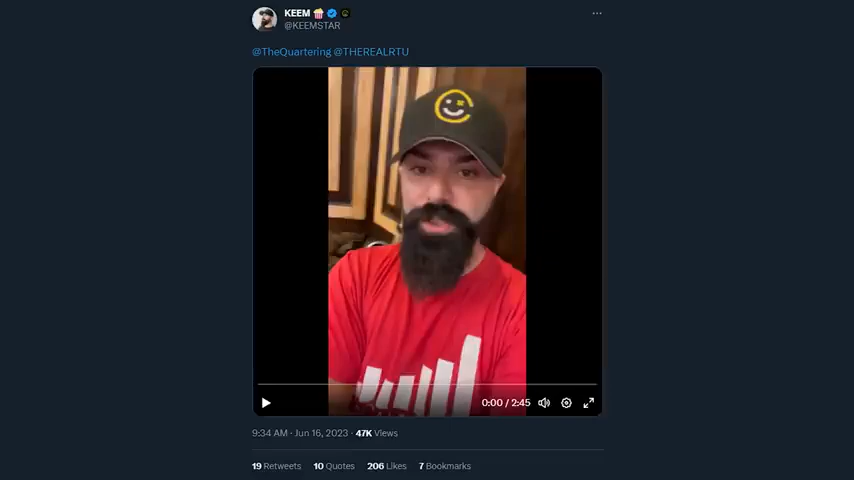 KEEM
@KEEMSTAR
@TheQuartering @THEREALRTU
0:00 / 2:45
9:34 AM · Jun 16, 2023 · 47K Views
19 Retweets 10 Quotes 206 Likes 7 Bookmarks